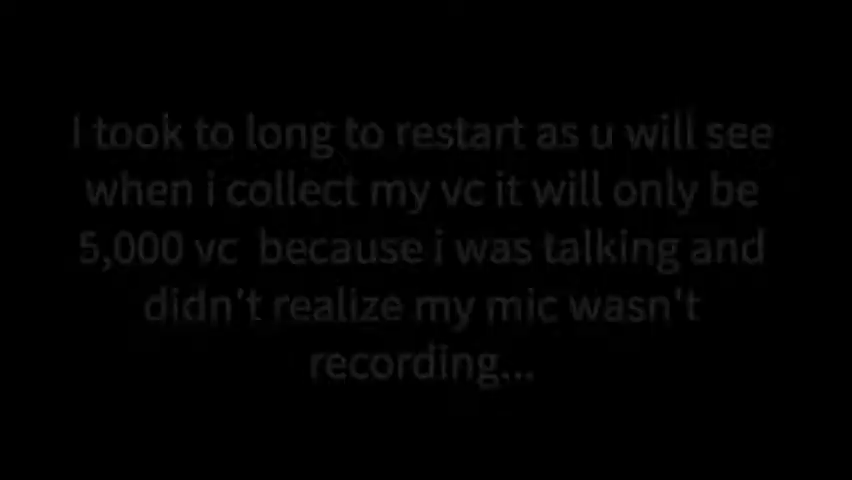 I took to long to restart as u will see
when i collect my vc it will only be
5,000 vc  because i was talking and
didn't realize my mic wasn't
recording...